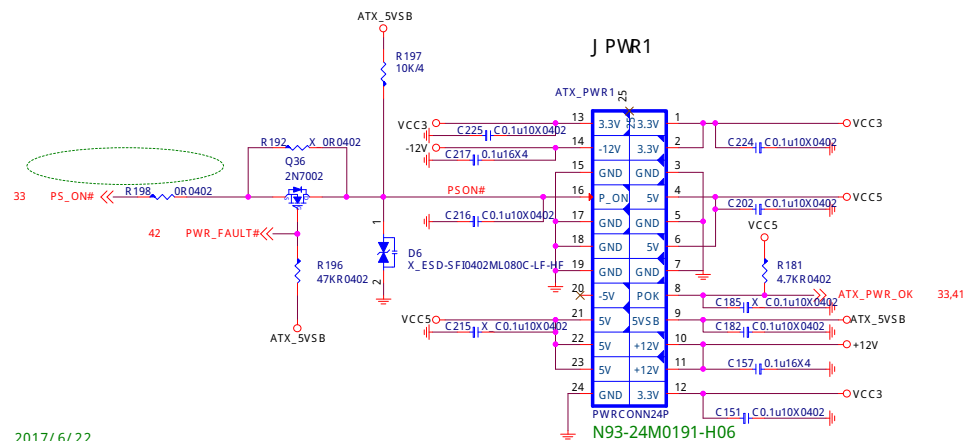 ATX_5VSB
J PWR1
R197
10K/4
ATX_PWR1
25
25
VCC3
13
3.3V
3.3V
1
VCC3
C225
C0.1u10X0402
R192
X_0R0402
-12V
14
-12V
3.3V
2
C224
C0.1u10X0402
C217
0.1u16X4
Q36
2N7002
15
GND
GND
3
33
PS_ON#
R198
0R0402
PSON#
16
P_ON
5V
4
VCC5
C216
C0.1u10X0402
C202
C0.1u10X0402
17
GND
GND
5
42
PWR_FAULT#
1
18
GND
5V
6
VCC5
D6
X_ESD-SFI0402ML080C-LF-HF
2
R196
47KR0402
19
GND
GND
7
R181
4.7KR0402
20
-5V
POK
8
ATX_PWR_OK
33,41
C185
X_C0.1u10X0402
ATX_5VSB
VCC5
21
5V
5VSB
9
ATX_5VSB
C215
X_C0.1u10X0402
C182
C0.1u10X0402
22
5V
+12V
10
+12V
23
5V
+12V
11
C157
0.1u16X4
24
GND
3.3V
12
VCC3
PWRCONN24P
C151
C0.1u10X0402
N93-24M0191-H06
2017/6/22